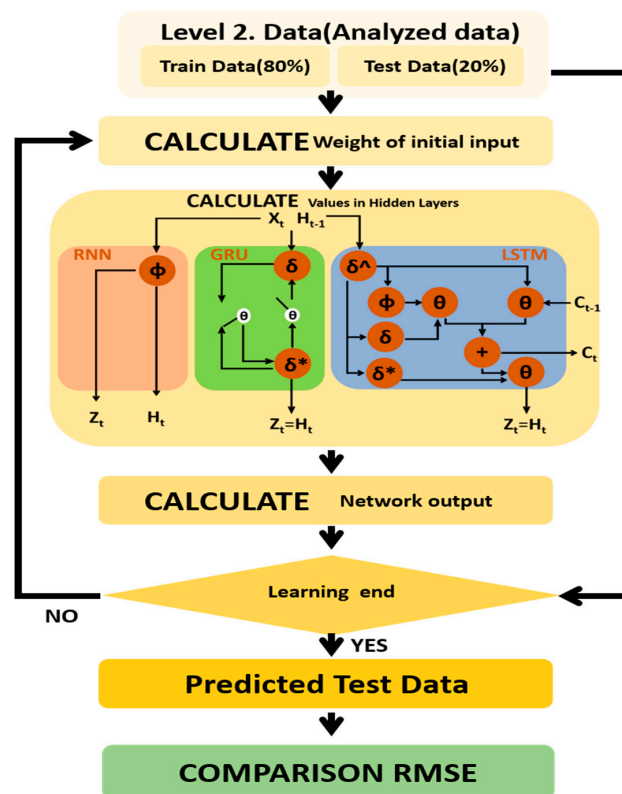 Level 2. Data(Analyzed data)
Train Data(80%)
Test Data(20%)
CALCULATE Weight of initial input
CALCULATE Values in Hidden Layers
Xt Ht-1
RNN
GRU
LSTM
ϕ
δ
δ^
θ
θ
ϕ
θ
θ
Ct-1
δ
+
Ct
δ*
δ*
θ
Zt
Ht
Zt=Ht
Zt=Ht
CALCULATE Network output
Learning end
NO
YES
Predicted Test Data
COMPARISON RMSE